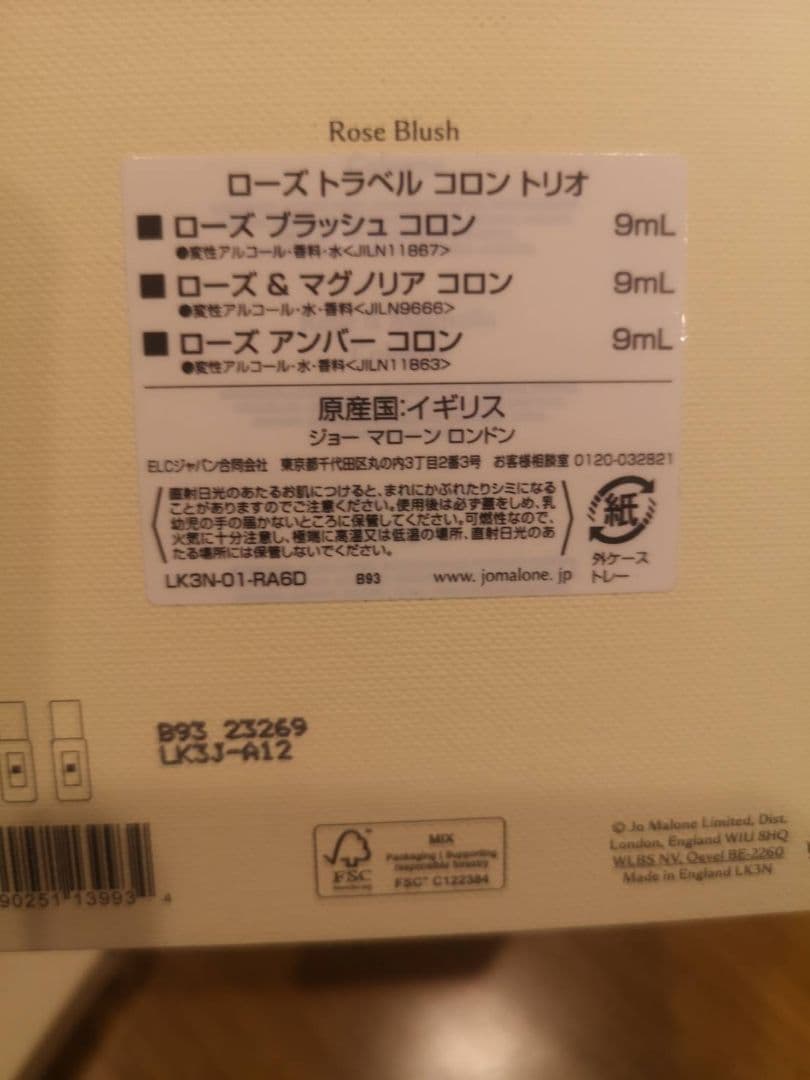 Rose Blush
ローズ トラベル コロン トリオ
■ ローズ ブラッシュ コロン 9mL
●変性アルコール・香料・水<JILN11867>
■ ローズ & マグノリア コロン 9mL
●変性アルコール・水・香料<JILN9666>
■ ローズ アンバー コロン 9mL
●変性アルコール・水・香料<JILN11863>
原産国:イギリス
ジョー マローン ロンドン
ELCジャパン合同会社 東京都千代田区丸の内3丁目2番3号 お客様相談室 0120-032821
直射日光のあたるお肌につけると、まれにかぶれたりシミになる
ことがありますのでご注意ください。使用後は必ず蓋をしめ、乳
幼児の手の届かないところに保管してください。可燃性なので、
火気に十分注意し、極端に高温又は低温の場所、直射日光のあ
たる場所には保管しないでください。
紙
外ケース
トレー
LK3N-01-RA6D B93 www. jomalone. jp
B93 23269
LK3J-A12
90251 13993 4
FSC
MIX
Packaging | Supporting
responsible forestry
FSC® C122384
© Jo Malone Limited, Dist.
London, England W1U 8HQ
WLBS NV, Oevel BE-2260
Made in England LK3N